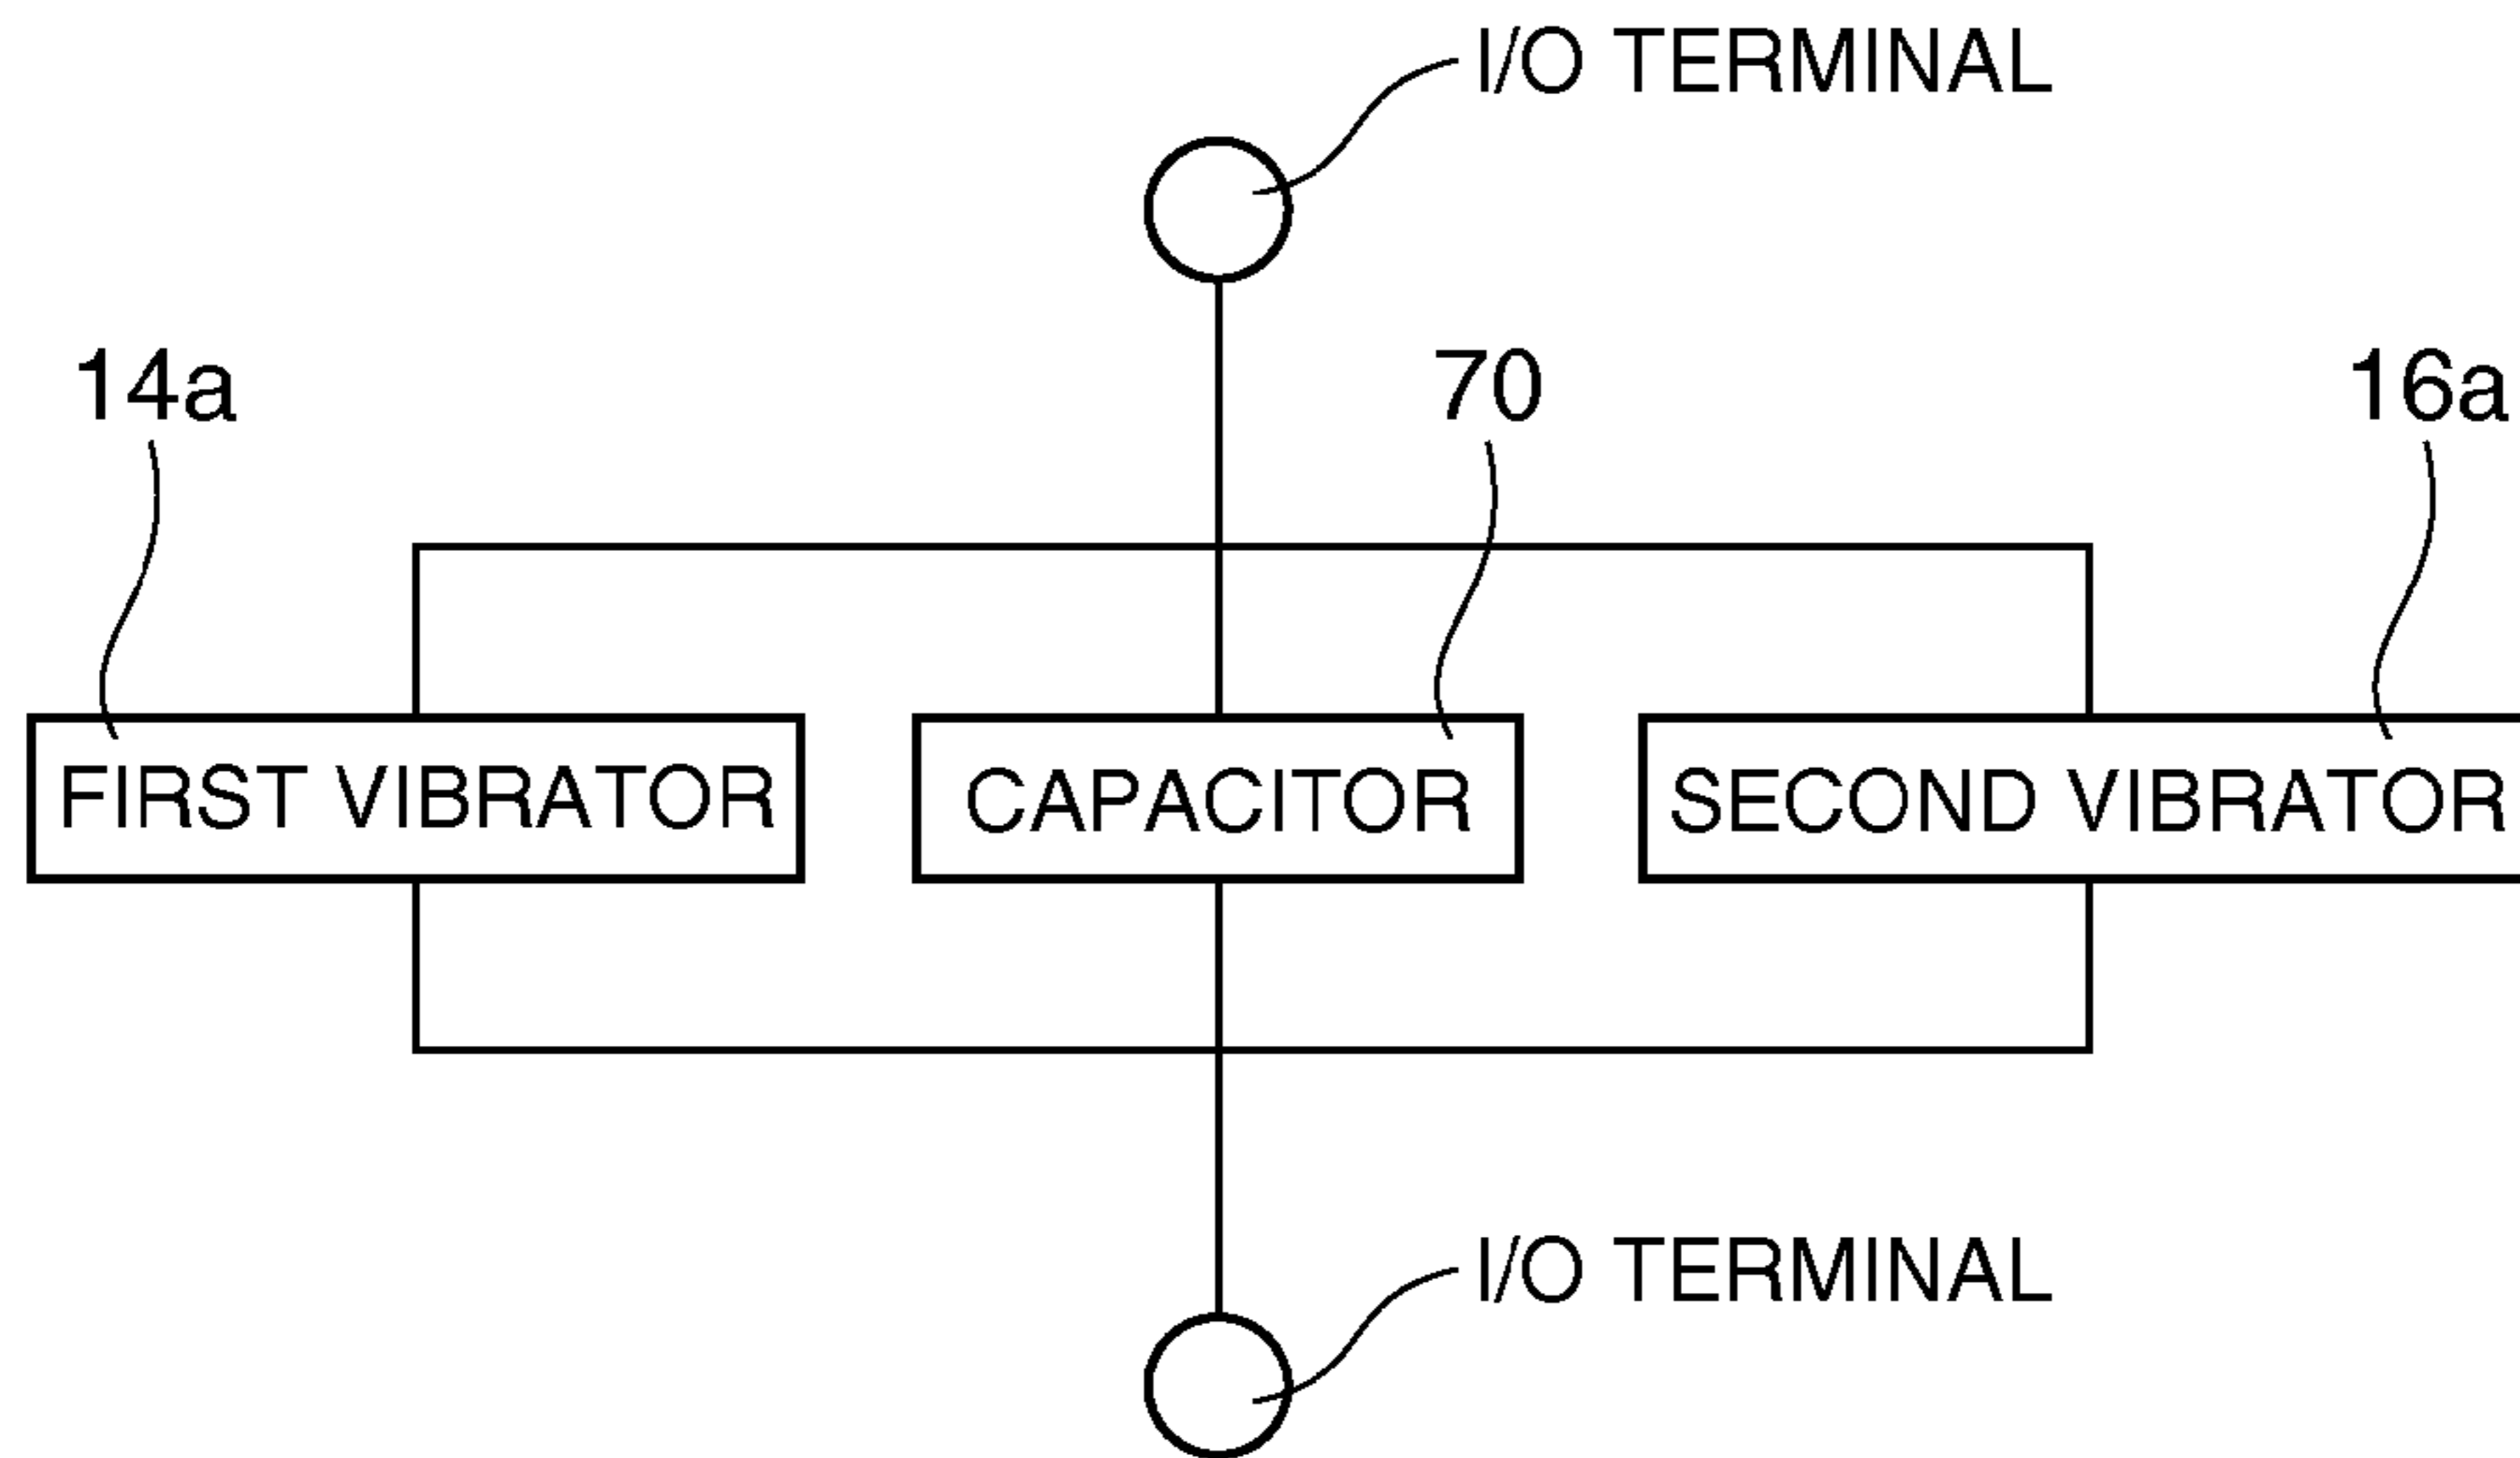 I/O TERMINAL
14a
70
16a
FIRST VIBRATOR
CAPACITOR
SECOND VIBRATOR
I/O TERMINAL